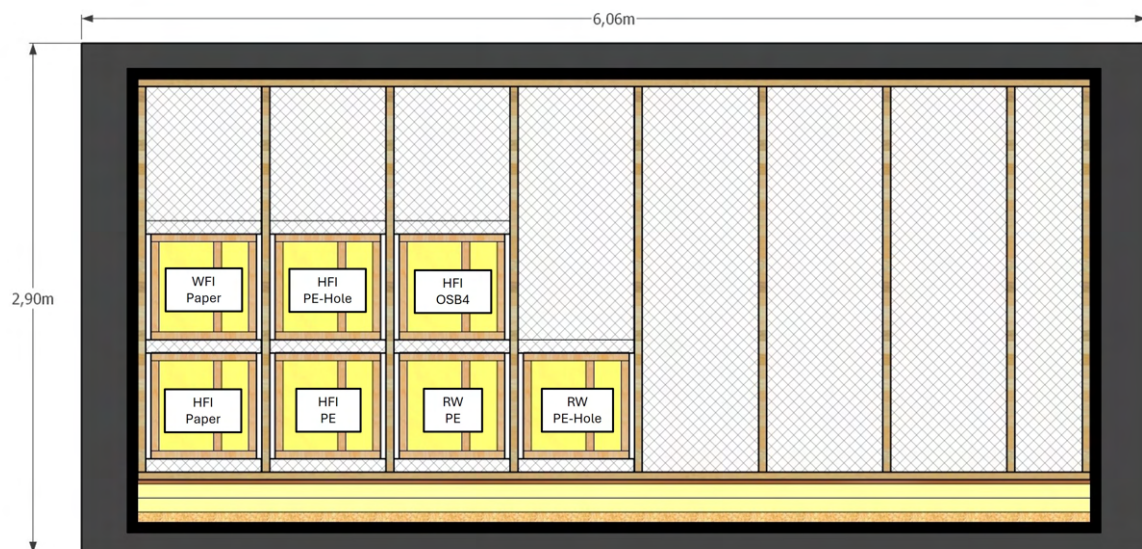 6,06m
2,90m
WFI
Paper
HFI
PE-Hole
HFI
OSB4
HFI
Paper
HFI
PE
RW
PE
RW
PE-Hole